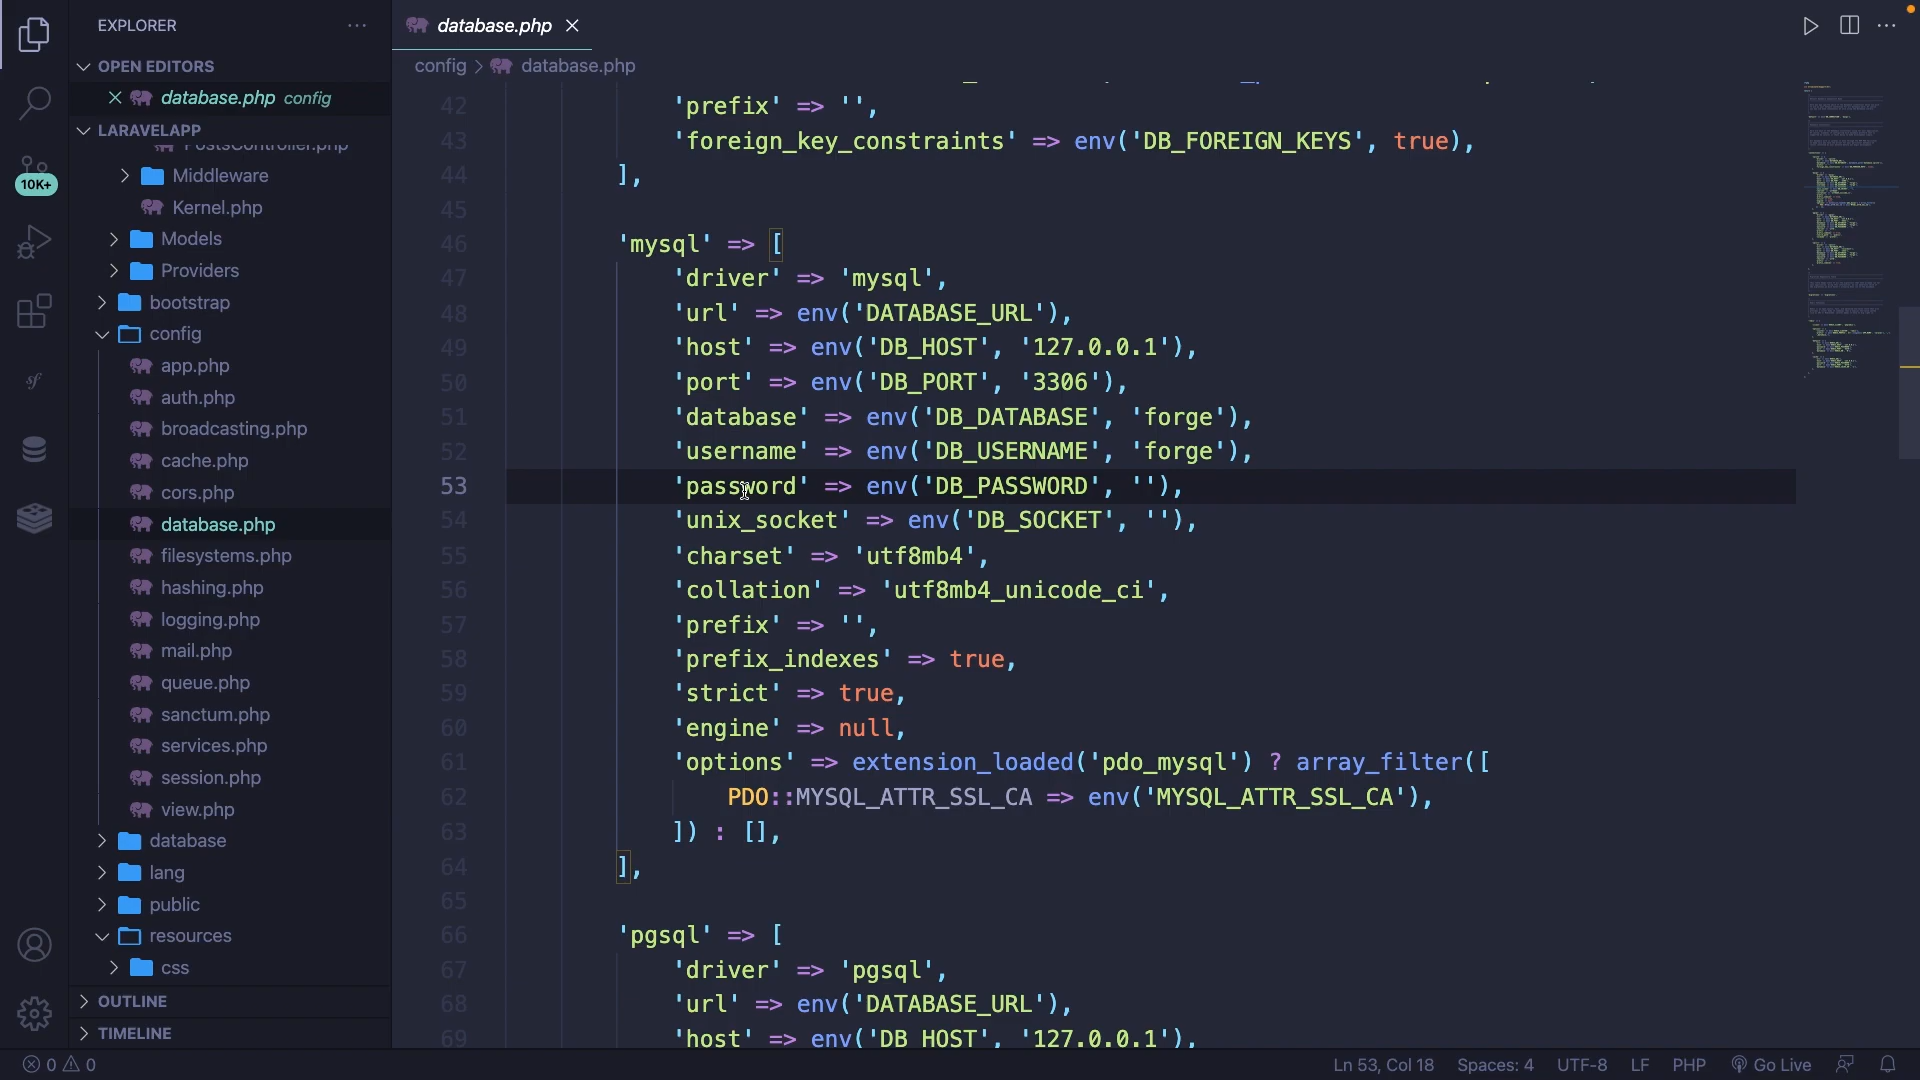 EXPLORER
OPEN EDITORS
database.php config
LARAVELAPP
PostsController.php
Middleware
Kernel.php
Models
Providers
bootstrap
config
app.php
auth.php
broadcasting.php
cache.php
cors.php
database.php
filesystems.php
hashing.php
logging.php
mail.php
queue.php
sanctum.php
services.php
session.php
view.php
database
lang
public
resources
css
OUTLINE
TIMELINE
10K+
sf
database.php
config > database.php
42 'prefix' => '',
43 'foreign_key_constraints' => env('DB_FOREIGN_KEYS', true),
44 ],
45
46 'mysql' => [
47 'driver' => 'mysql',
48 'url' => env('DATABASE_URL'),
49 'host' => env('DB_HOST', '127.0.0.1'),
50 'port' => env('DB_PORT', '3306'),
51 'database' => env('DB_DATABASE', 'forge'),
52 'username' => env('DB_USERNAME', 'forge'),
53 'password' => env('DB_PASSWORD', ''),
54 'unix_socket' => env('DB_SOCKET', ''),
55 'charset' => 'utf8mb4',
56 'collation' => 'utf8mb4_unicode_ci',
57 'prefix' => '',
58 'prefix_indexes' => true,
59 'strict' => true,
60 'engine' => null,
61 'options' => extension_loaded('pdo_mysql') ? array_filter([
62 PDO::MYSQL_ATTR_SSL_CA => env('MYSQL_ATTR_SSL_CA'),
63 ]) : [],
64 ],
65
66 'pgsql' => [
67 'driver' => 'pgsql',
68 'url' => env('DATABASE_URL'),
69 'host' => env('DB_HOST', '127.0.0.1'),
0 0
Ln 53, Col 18 Spaces: 4 UTF-8 LF PHP Go Live